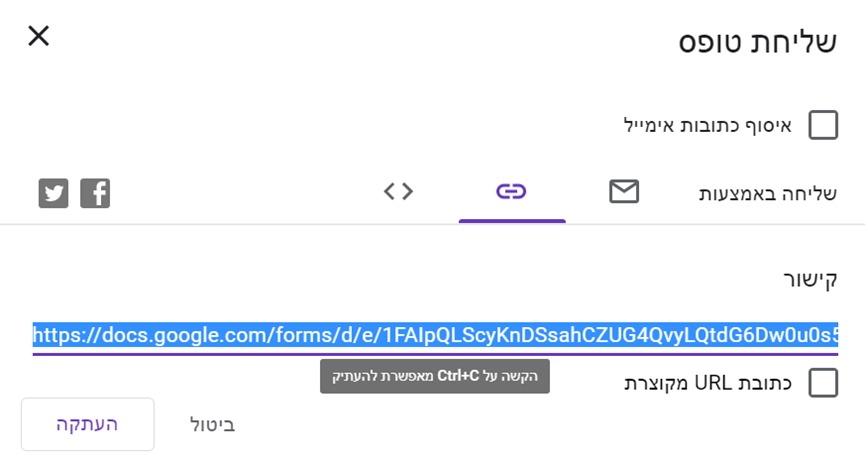 שליחת טופס
איסוף כתובות אימייל
שליחה באמצעות
קישור
https://docs.google.com/forms/d/e/1FAIpQLScyKnDSsahCZUG4QvyLQtdG6Dw0u0s5
הקשה על Ctrl+C מאפשרת להעתיק
כתובת URL מקוצרת
ביטול
העתקה